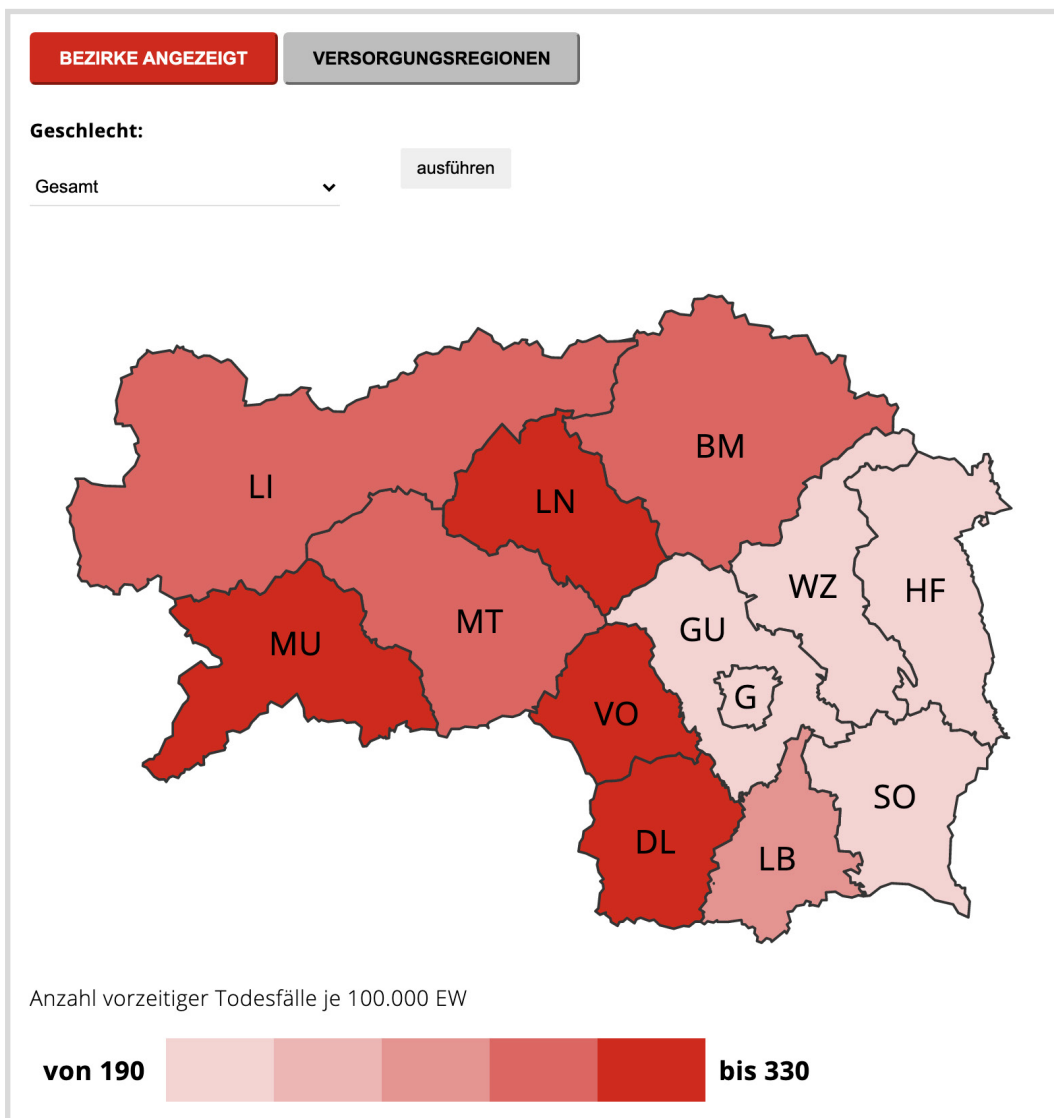 BEZIRKE ANGEZEIGT VERSORGUNGSREGIONEN
Geschlecht:
ausführen
Gesamt
BM
LI
LN
WZ
HF
MT
GU
MU
G
VO
SO
DL
LB
Anzahl vorzeitiger Todesfälle je 100.000 EW
von 190 bis 330